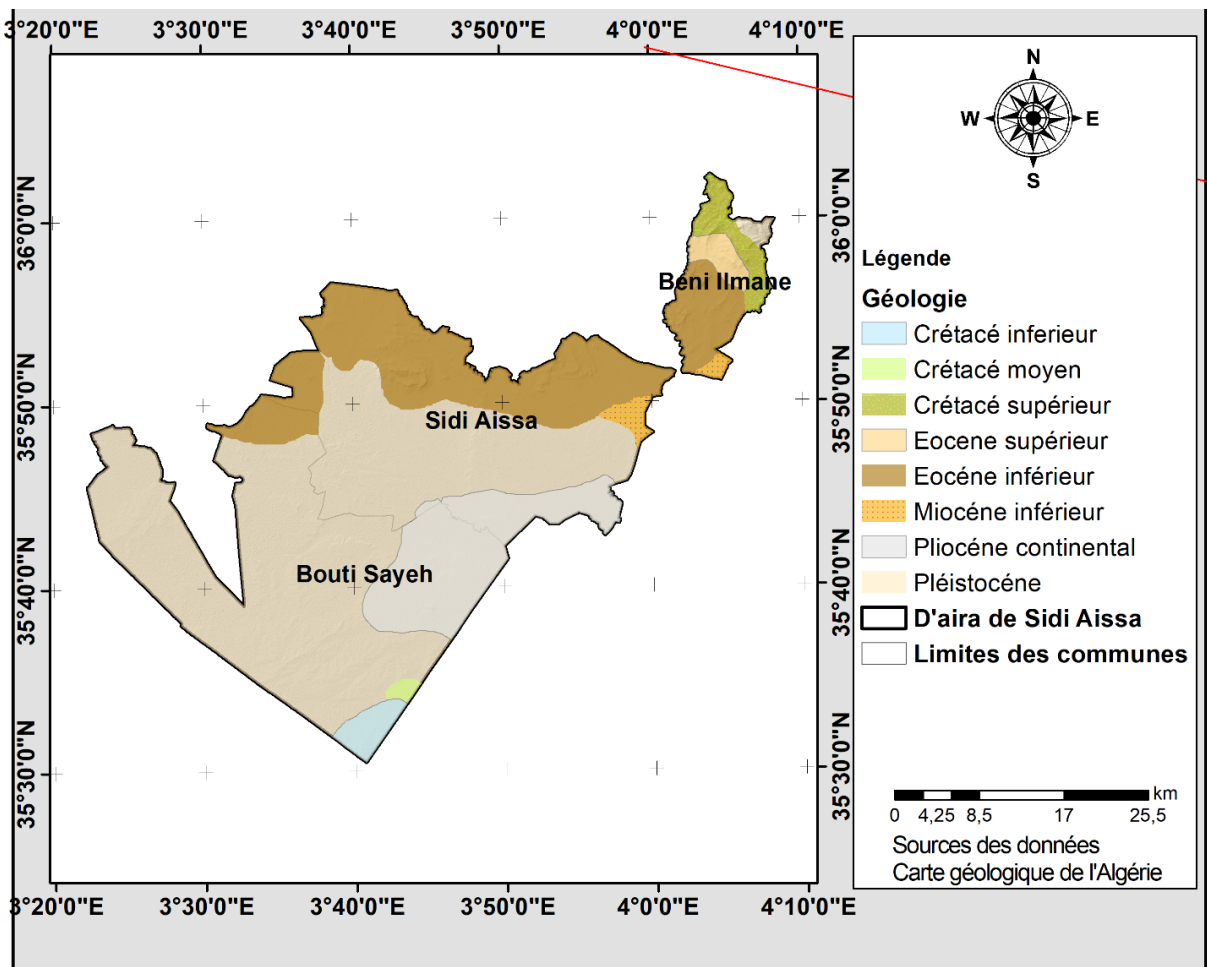 3°20'0"E 3°30'0"E 3°40'0"E 3°50'0"E 4°0'0"E 4°10'0"E
N
W E
S
36°0'0"N
36°0'0"N
Béni Ilmane
Légende
Géologie
Crétacé inferieur
Crétacé moyen
Crétacé supérieur
Eocene supérieur
Eocéne inférieur
Miocéne inférieur
Pliocéne continental
Pléistocéne
D'aira de Sidi Aissa
Limites des communes
35°50'0"N
35°50'0"N
Sidi Aissa
Bouti Sayeh
35°40'0"N
35°40'0"N
35°30'0"N
35°30'0"N
km
0 4,25 8,5 17 25,5
Sources des données
Carte géologique de l'Algérie
3°20'0"E 3°30'0"E 3°40'0"E 3°50'0"E 4°0'0"E 4°10'0"E